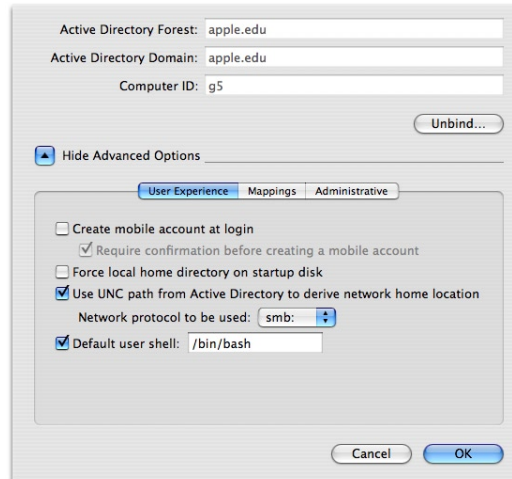 Active Directory Forest: apple.edu
Active Directory Domain: apple.edu
Computer ID: g5
Unbind...
Hide Advanced Options
User Experience Mappings Administrative
Create mobile account at login
Require confirmation before creating a mobile account
Force local home directory on startup disk
Use UNC path from Active Directory to derive network home location
Network protocol to be used: smb:
Default user shell: /bin/bash
Cancel OK